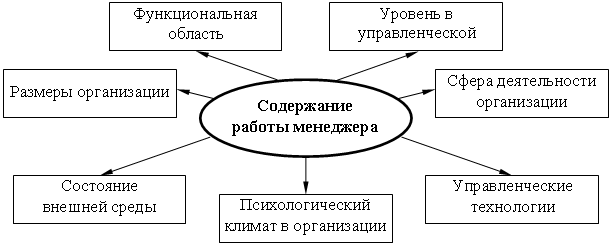 Функциональная
область
Уровень в
управленческой
Размеры организации
Сфера деятельности
организации
Содержание
работы менеджера
Состояние
внешней среды
Психологический
климат в организации
Управленческие
технологии